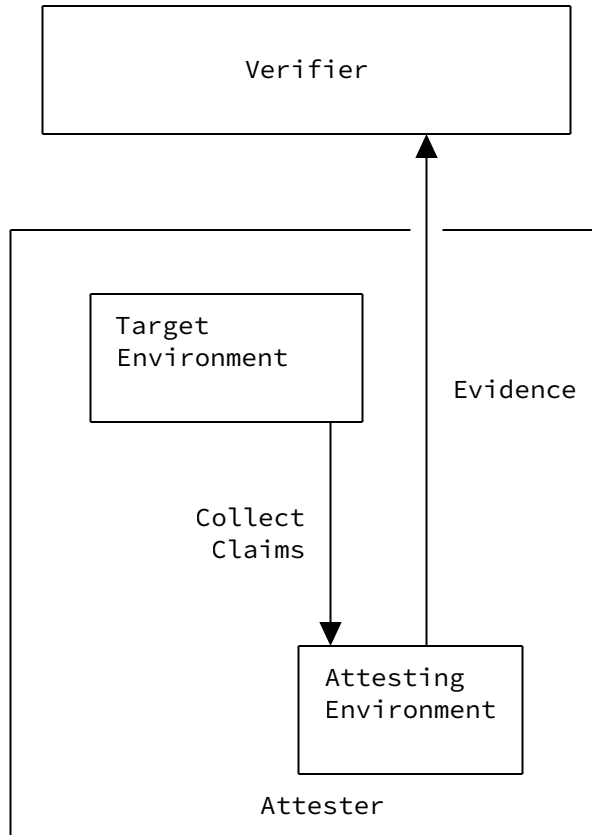 Verifier
Target
Environment
Evidence
Collect
Claims
Attesting
Environment
Attester